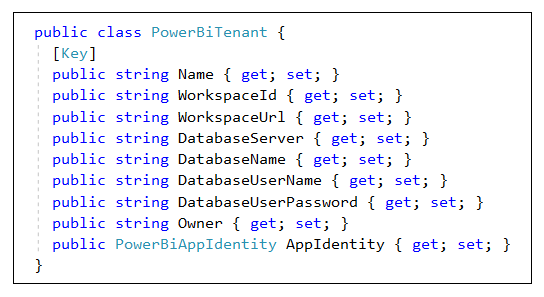 public class PowerBiTenant {
[Key]
public string Name { get; set; }
public string WorkspaceId { get; set; }
public string WorkspaceUrl { get; set; }
public string DatabaseServer { get; set; }
public string DatabaseName { get; set; }
public string DatabaseUserName { get; set; }
public string DatabaseUserPassword { get; set; }
public string Owner { get; set; }
public PowerBiAppIdentity AppIdentity { get; set; }
}